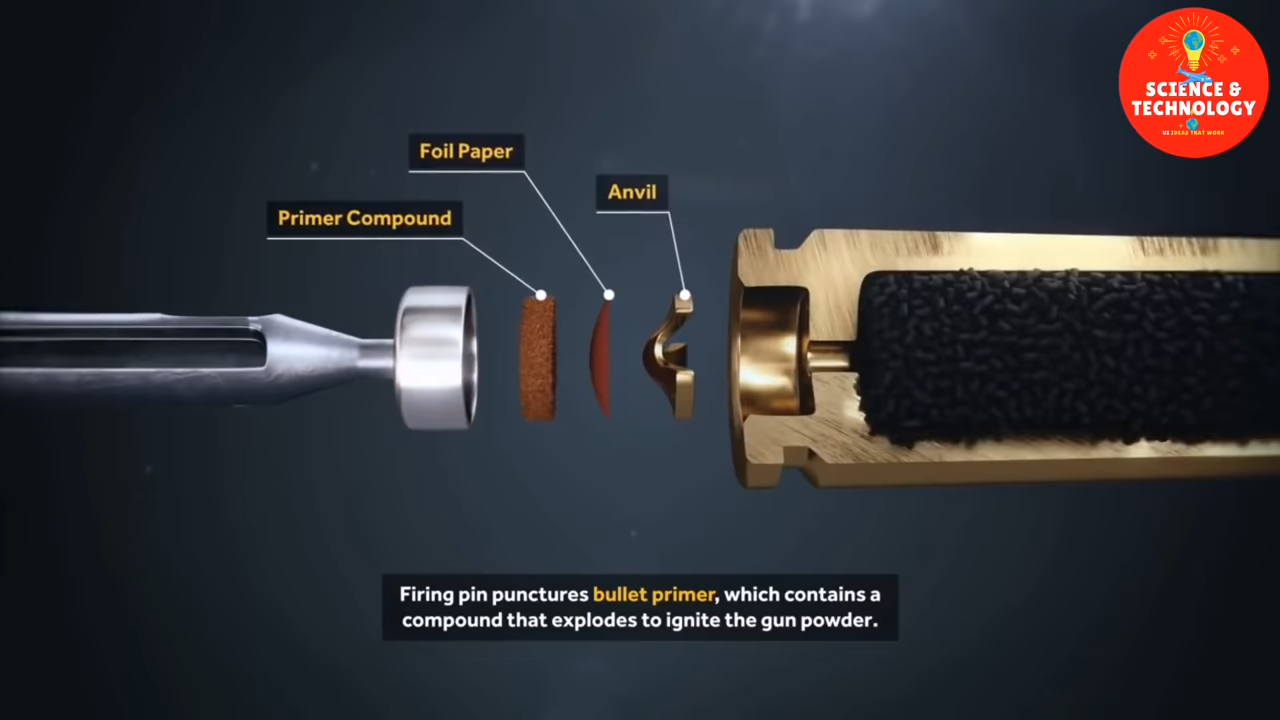 SCIENCE &
TECHNOLOGY
Foil Paper
Anvil
Primer Compound
Firing pin punctures bullet primer, which contains a
compound that explodes to ignite the gun powder.